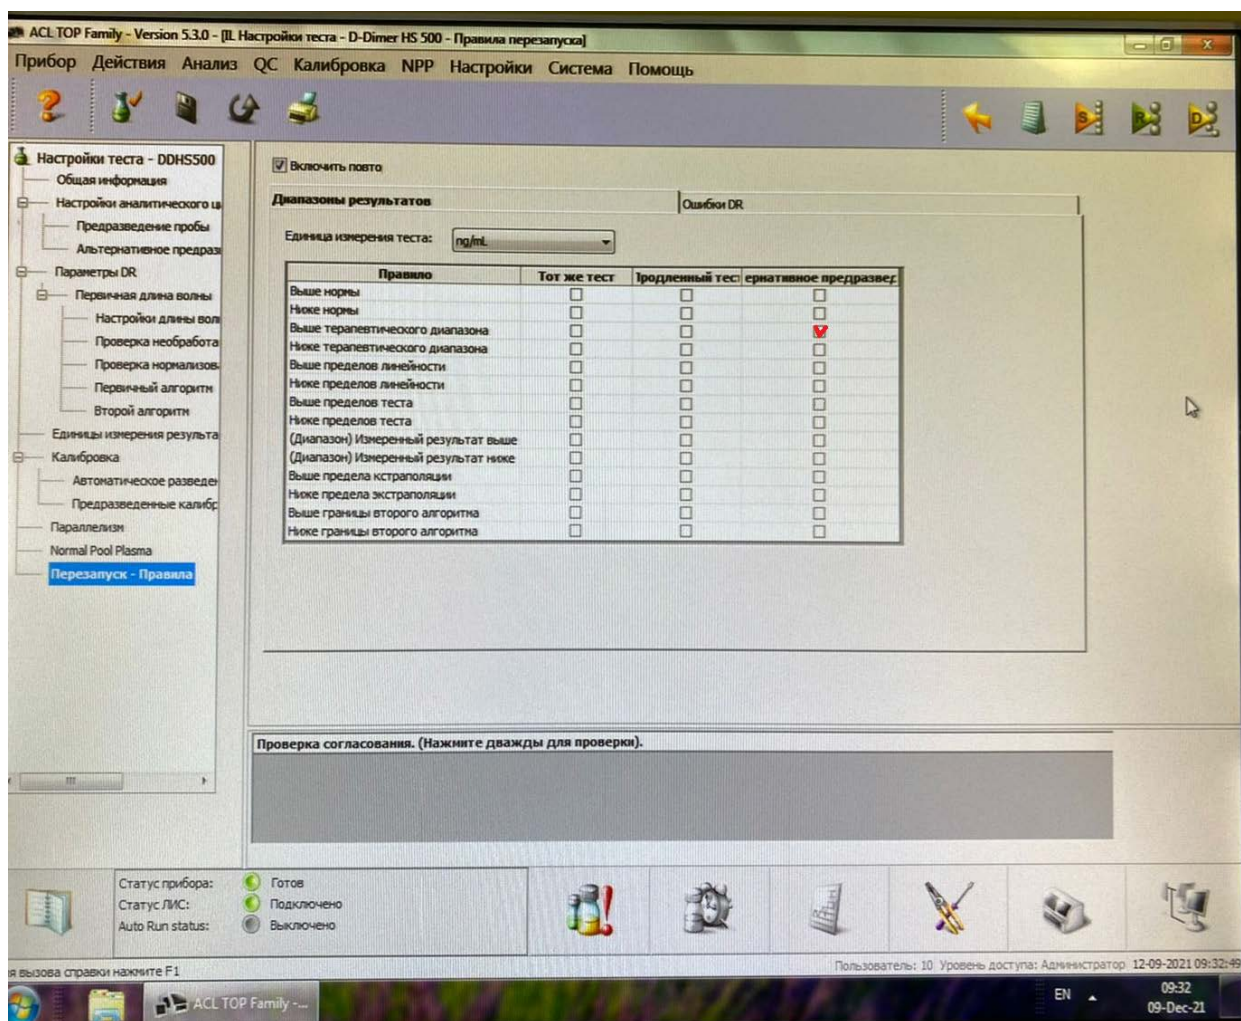 ACL TOP Family - Version 5.3.0 - [IL Настройки теста - D-Dimer HS 500 - Правила перезапуска]
Прибор Действия Анализ QC Калибровка NPP Настройки Система Помощь
S R D
Настройки теста - DDHS500
Общая информация
Настройки аналитического ц
Предразведение пробы
Альтернативное предраз
Параметры DR
Первичная длина волны
Настройки длины вол
Проверка необработа
Проверка нормализов
Первичный алгоритм
Второй алгоритм
Единицы измерения результа
Калибровка
Автоматическое разведен
Предразведенные калибр
Параллелизм
Normal Pool Plasma
Перезапуск - Правила
Включить повто
Диапазоны результатов Ошибки DR
Единица измерения теста: ng/mL
Правило Тот же тест Продленный тест ернативное предразвед
Выше нормы
Ниже нормы
Выше терапевтического диапазона
Ниже терапевтического диапазона
Выше пределов линейности
Ниже пределов линейности
Выше пределов теста
Ниже пределов теста
(Диапазон) Измеренный результат выше
(Диапазон) Измеренный результат ниже
Выше предела кстраполяции
Ниже предела экстраполяции
Выше границы второго алгоритма
Ниже границы второго алгоритма
Проверка согласования. (Нажмите дважды для проверки).
Статус прибора: Готов
Статус ЛИС: Подключено
Auto Run status: Выключено
я вызова справки нажмите F1
Пользователь: 10 Уровень доступа: Администратор 12-09-2021 09:32:49
ACL TOP Family -...
EN
09:32
09-Dec-21